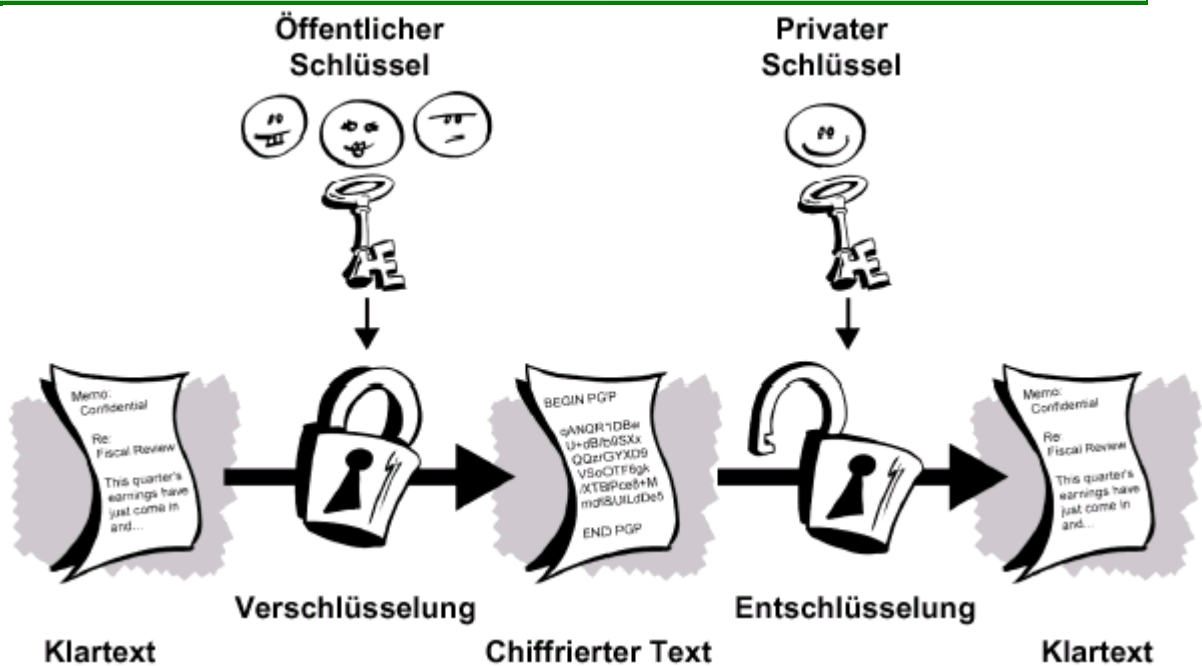 Öffentlicher
Schlüssel
Privater
Schlüssel
Memo:
Confidential
Re:
Fiscal Review
This quarter's
earnings have
just come in
and...
BEGIN PGP
END PGP
Memo:
Confidential
Re:
Fiscal Review
This quarter's
earnings have
just come in
and...
Verschlüsselung
Entschlüsselung
Klartext
Chiffrierter Text
Klartext